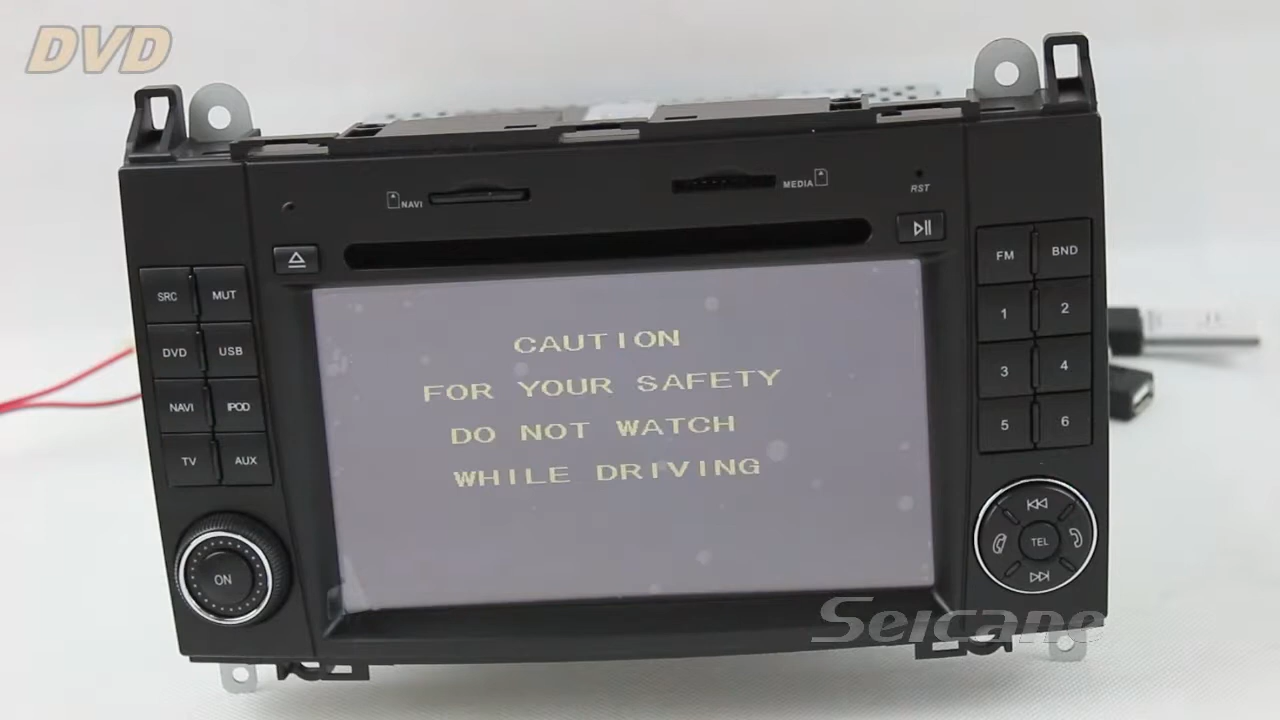 DVD
NAVI
MEDIA
RST
SRC MUT
DVD USB
NAVI IPOD
TV AUX
ON
CAUTION
FOR YOUR SAFETY
DO NOT WATCH
WHILE DRIVING
FM BND
1 2
3 4
5 6
TEL
Seicane